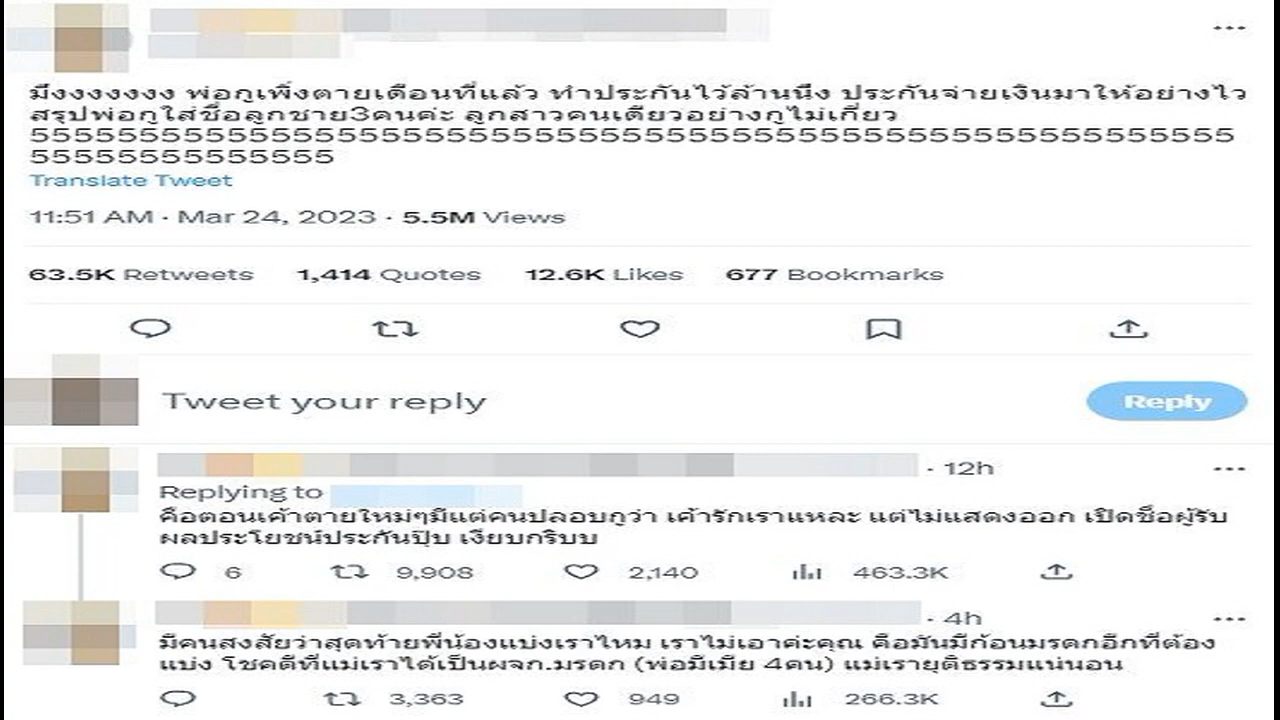 มึงงงงงงง พ่อกูเพิ่งตายเดือนที่แล้ว ทำประกันไว้ล้านนึง ประกันจ่ายเงินมาให้อย่างไว
สรุปพ่อกูใส่ชื่อลูกชาย3คนค่ะ ลูกสาวคนเดียวอย่างกูไม่เกี่ยว
555555555555555555555555555555555555555555555555555555555555555555
55555555555555555
Translate Tweet
11:51 AM · Mar 24, 2023 · 5.5M Views
63.5K Retweets 1,414 Quotes 12.6K Likes 677 Bookmarks
Tweet your reply Reply
· 12h
Replying to
คือตอนเค้าตายใหม่ๆมีแต่คนปลอบกูว่า เค้ารักเราแหละ แต่ไม่แสดงออก เปิดชื่อผู้รับ
ผลประโยชน์ประกันปุ๊บ เงียบกริบบบ
6 9,908 2,140 463.3K
· 4h
มีคนสงสัยว่าสุดท้ายพี่น้องแบ่งเราไหม เราไม่เอาค่ะคุณ คือมันมีก้อนมรดกอีกที่ต้อง
แบ่ง โชคดีที่แม่เราได้เป็นผจก.มรดก (พ่อมีเมีย 4คน) แม่เรายุติธรรมแน่นอน
3,363 949 266.3K